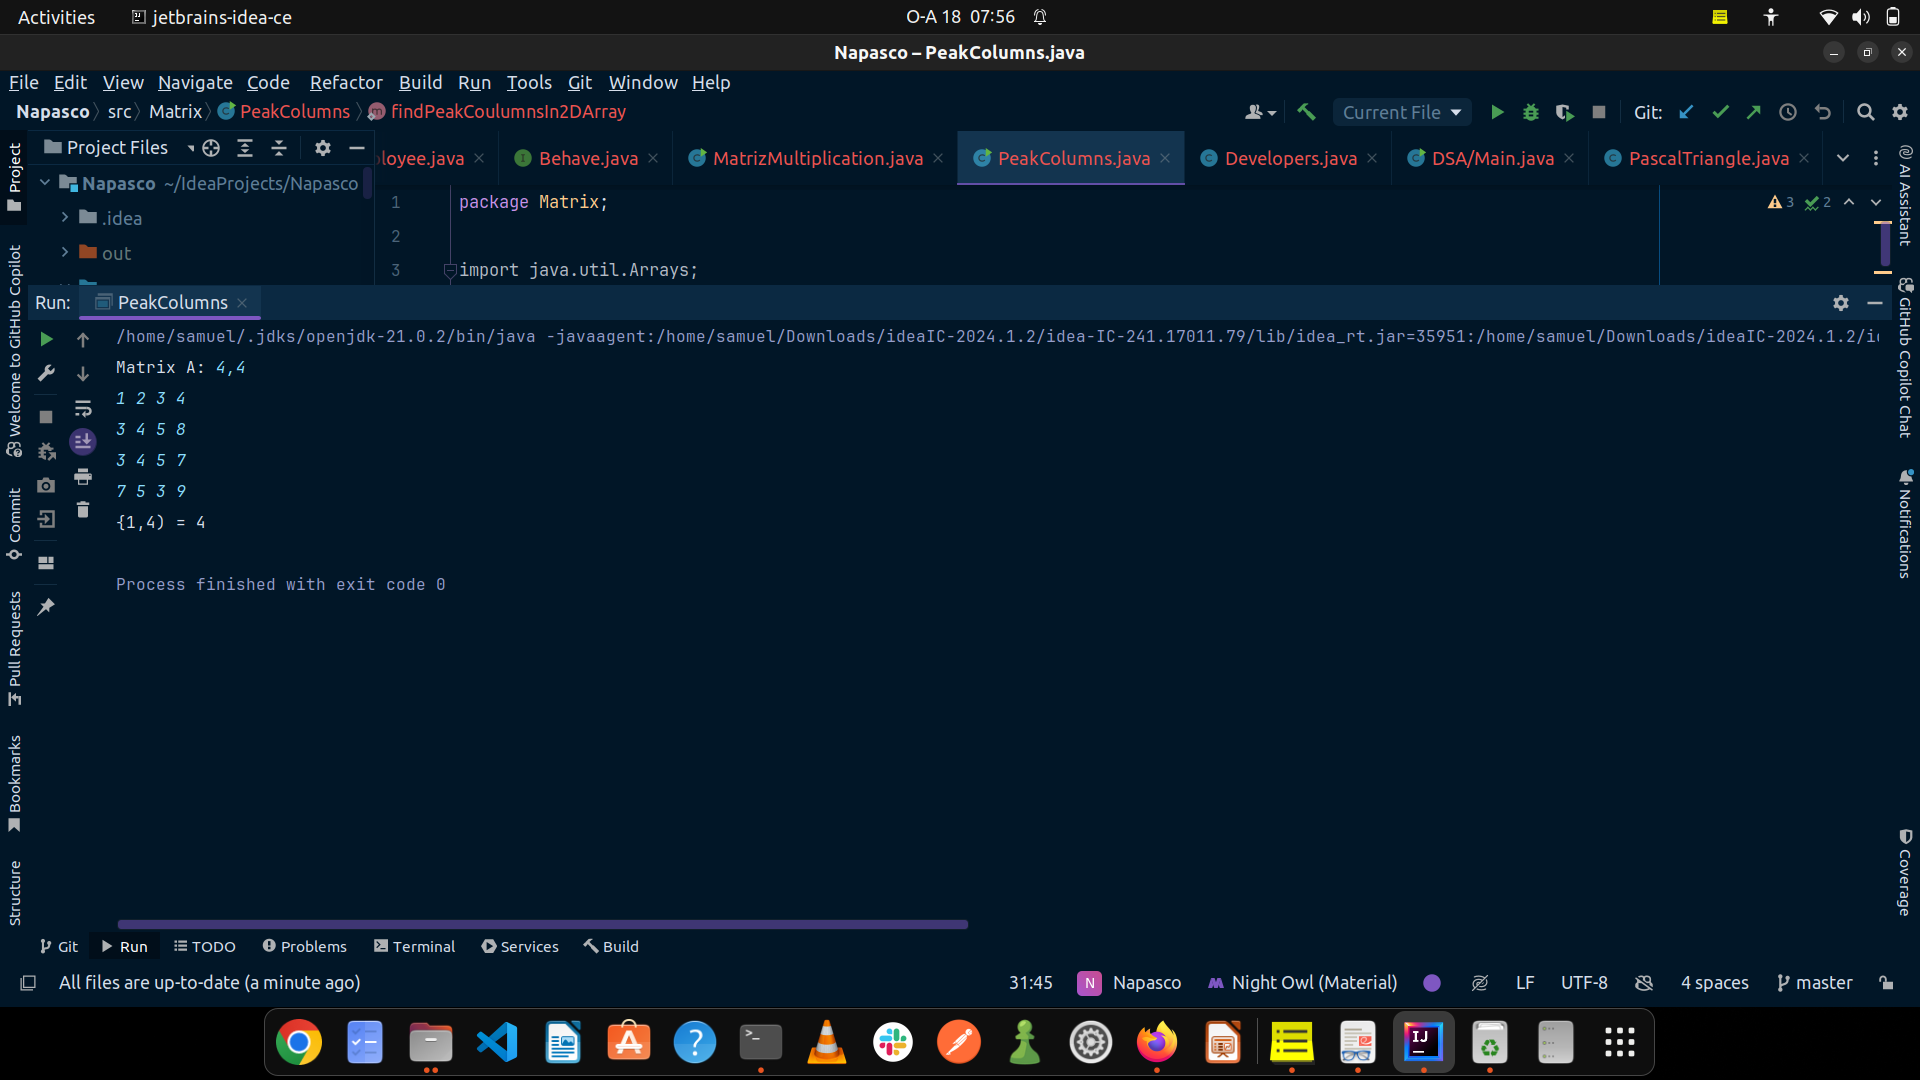 Activities
jetbrains-idea-ce
O-A 18 07:56
Napasco – PeakColumns.java
File Edit View Navigate Code Refactor Build Run Tools Git Window Help
Napasco src Matrix PeakColumns findPeakCoulumnsIn2DArray
Current File
Git:
Project Files
loyee.java
Behave.java
MatrizMultiplication.java
PeakColumns.java
Developers.java
DSA/Main.java
PascalTriangle.java
Napasco ~/IdeaProjects/Napasco
.idea
out
1 package Matrix;
2
3 import java.util.Arrays;
3 2
Run: PeakColumns
/home/samuel/.jdks/openjdk-21.0.2/bin/java -javaagent:/home/samuel/Downloads/ideaIC-2024.1.2/idea-IC-241.17011.79/lib/idea_rt.jar=35951:/home/samuel/Downloads/ideaIC-2024.1.2/i
Matrix A: 4,4
1 2 3 4
3 4 5 8
3 4 5 7
7 5 3 9
{1,4) = 4
Process finished with exit code 0
Project
Welcome to GitHub Copilot
Commit
Pull Requests
Bookmarks
Structure
AI Assistant
GitHub Copilot Chat
Notifications
Coverage
Git Run TODO Problems Terminal Services Build
All files are up-to-date (a minute ago)
31:45 N Napasco Night Owl (Material) LF UTF-8 4 spaces master
IJ